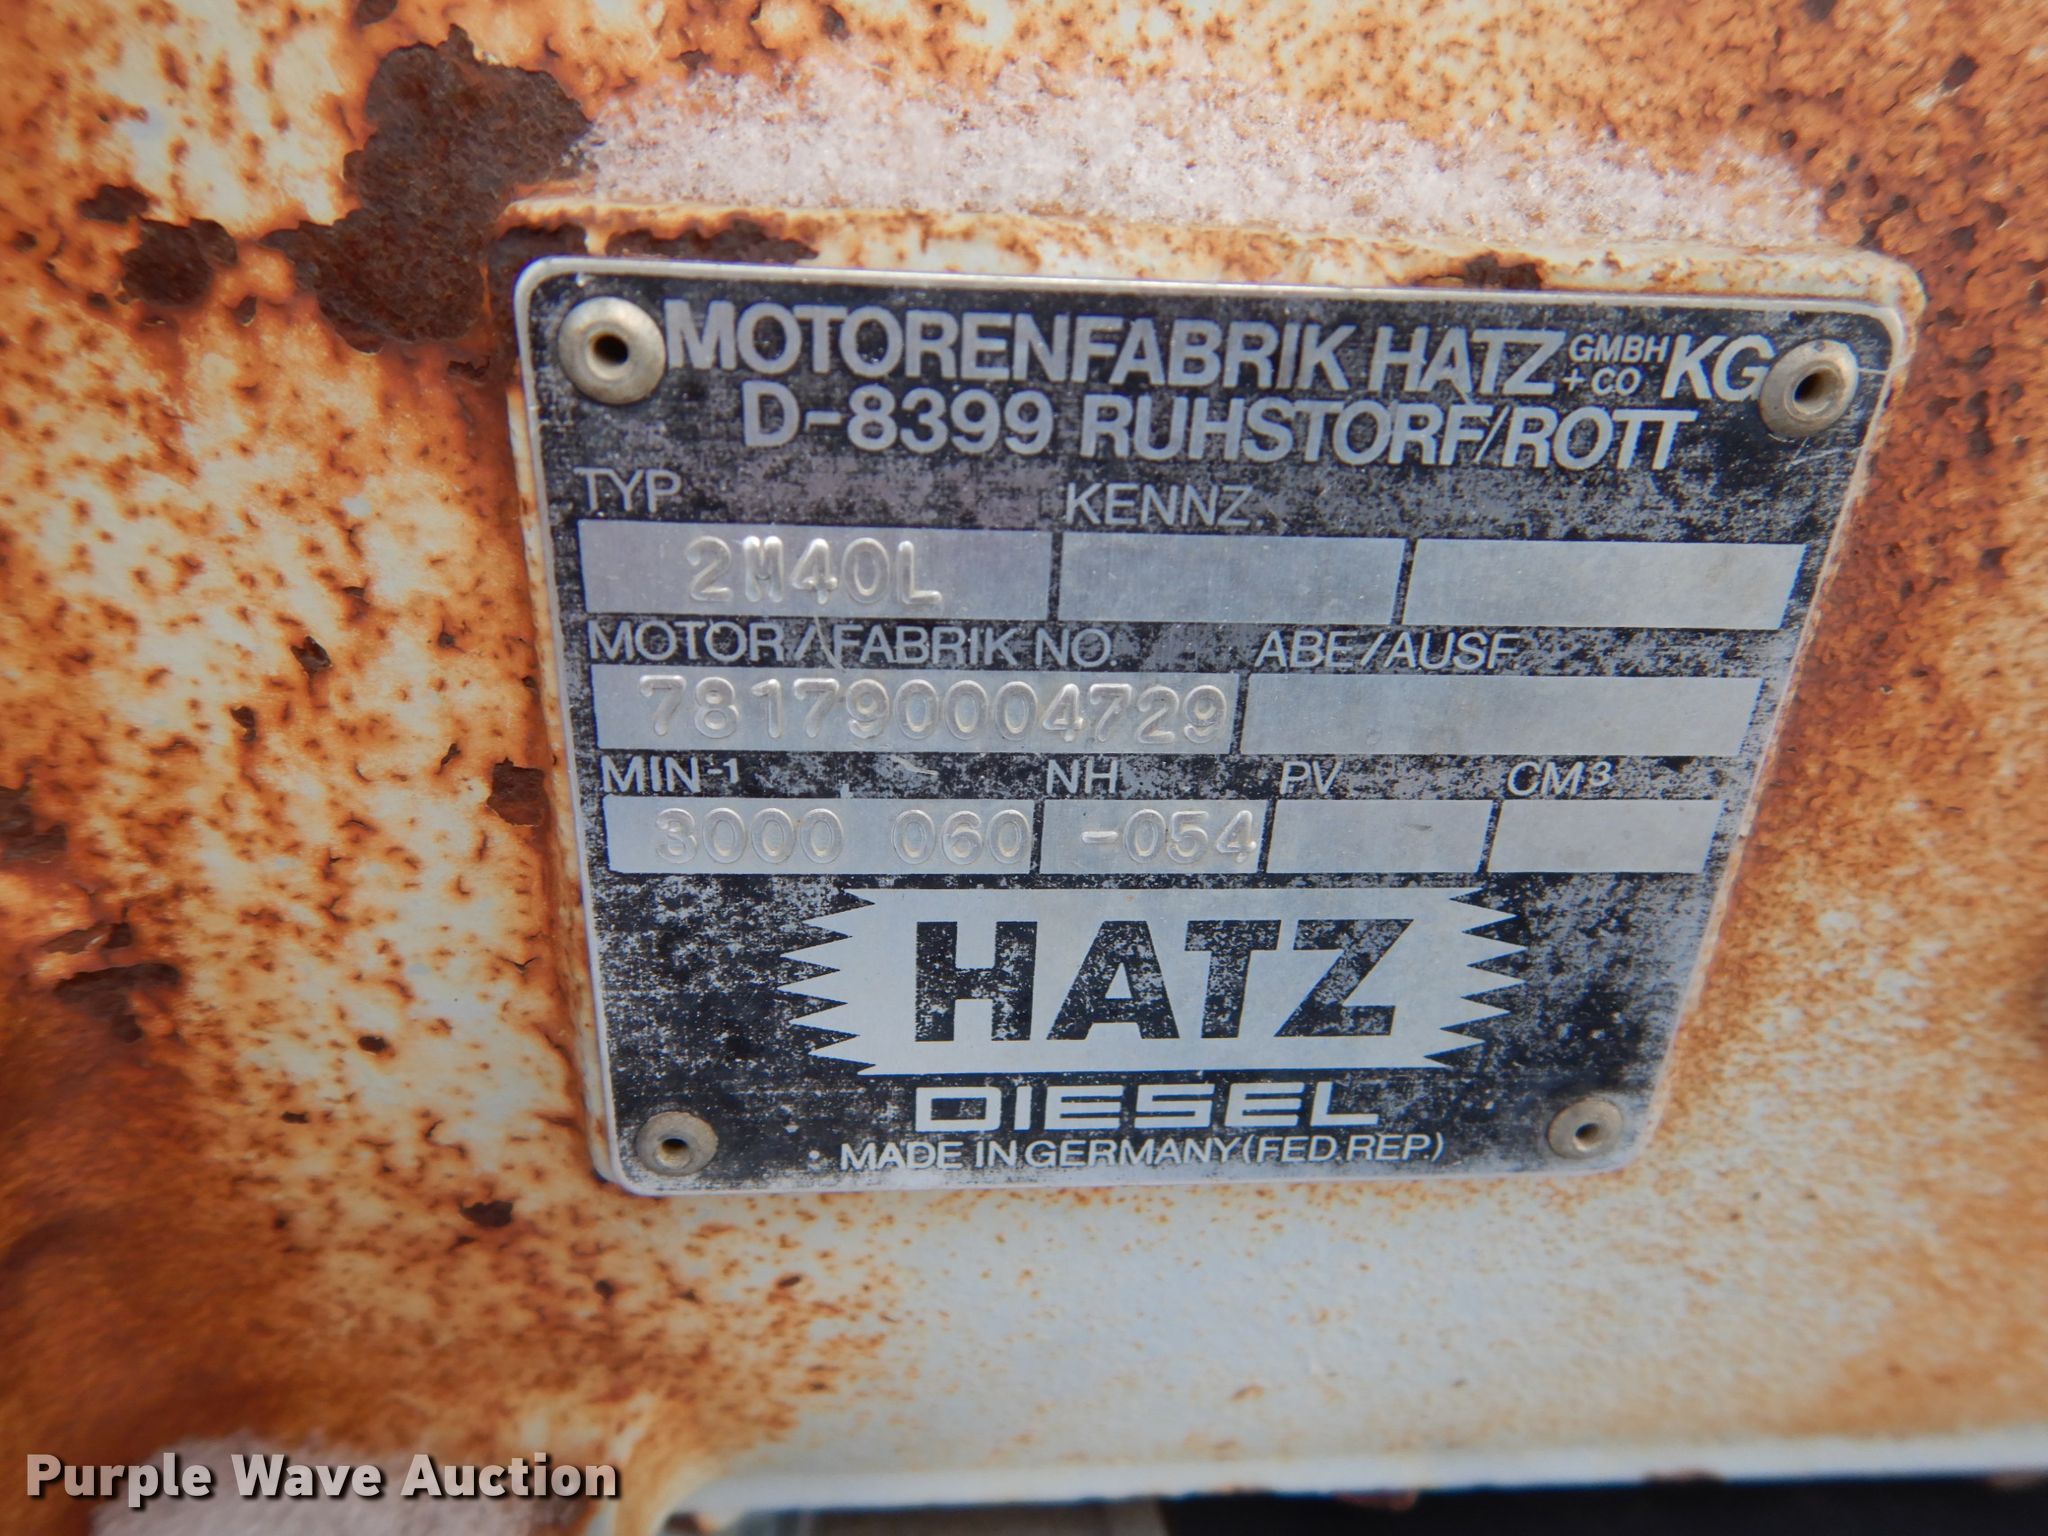 MOTORENFABRIK HATZ GMBH + CO KG
D-8399 RUHSTORF/ROTT
TYP KENNZ.
2M40L
MOTOR/FABRIK NO. ABE/AUSF.
781790004729
MIN-1 NH PV CM³
3000 060 -054
HATZ
DIESEL
MADE IN GERMANY (FED. REP.)
Purple Wave Auction